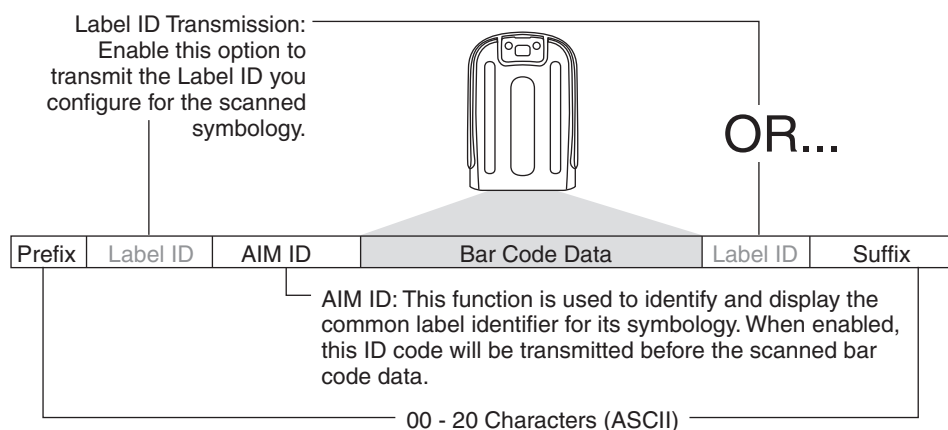 Label ID Transmission:
Enable this option to
transmit the Label ID you
configure for the scanned
symbology.
OR...
Prefix Label ID AIM ID Bar Code Data Label ID Suffix
AIM ID: This function is used to identify and display the
common label identifier for its symbology. When enabled,
this ID code will be transmitted before the scanned bar
code data.
00 - 20 Characters (ASCII)